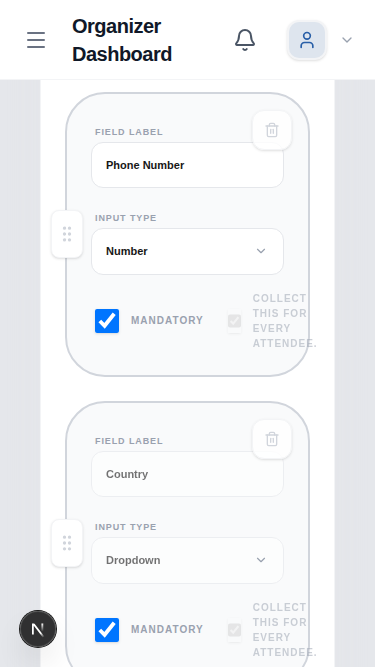 Organizer
Dashboard
FIELD LABEL
Phone Number
INPUT TYPE
Number
MANDATORY
COLLECT
THIS FOR
EVERY
ATTENDEE.
FIELD LABEL
Country
INPUT TYPE
Dropdown
MANDATORY
COLLECT
THIS FOR
EVERY
ATTENDEE.
N